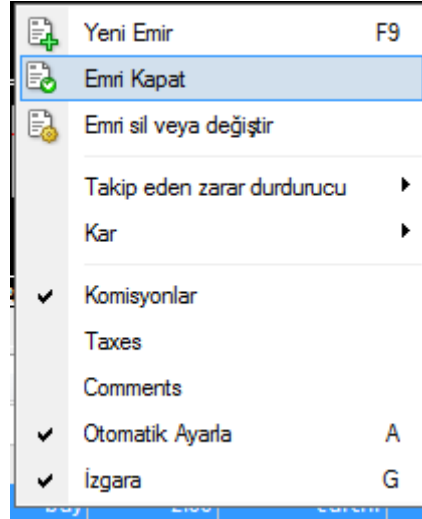 Yeni Emir F9
Emri Kapat
Emri sil veya değiştir
Takip eden zarar durdurucu
Kar
Komisyonlar
Taxes
Comments
Otomatik Ayarla A
Izgara G